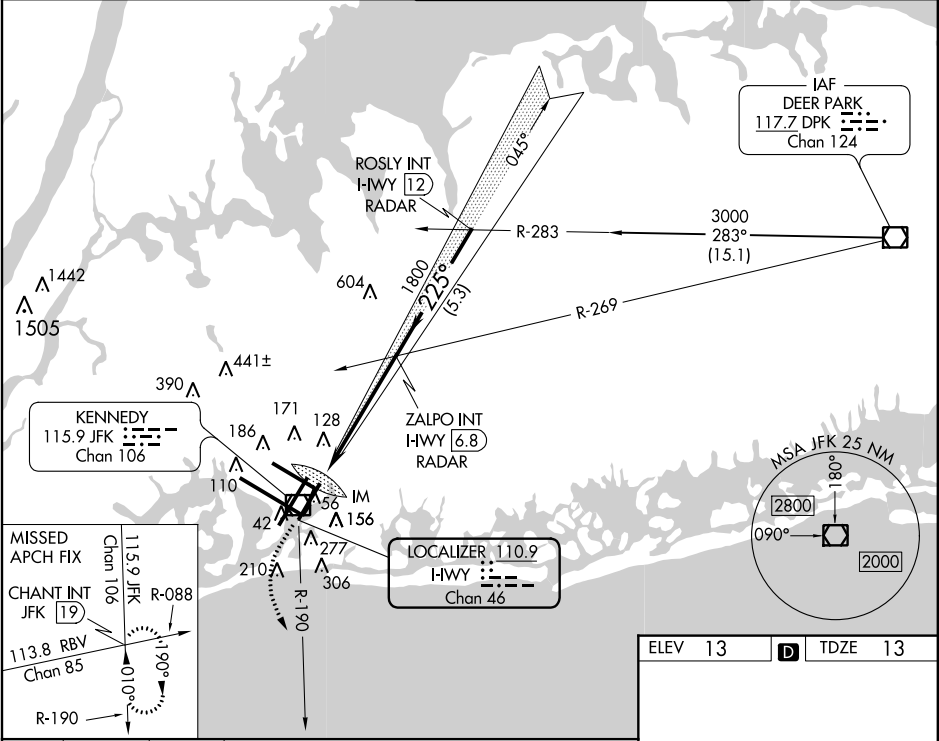 IAF
DEER PARK
117.7 DPK
Chan 124
ROSLY INT
I-IWY 12
RADAR
045°
R-283
3000
283°
(15.1)
1800
225°
(5.3)
R-269
604
1442
1505
441±
390
KENNEDY
115.9 JFK
Chan 106
171
186
128
110
ZALPO INT
I-IWY 6.8
RADAR
IM
56
42
156
277
210
306
R-190
LOCALIZER 110.9
I-IWY
Chan 46
MSA JFK 25 NM
180°
2800
090°
2000
MISSED
APCH FIX
115.9 JFK
Chan 106
CHANT INT
JFK 19
R-088
113.8 RBV
Chan 85
190°
010°
R-190
ELEV 13
D
TDZE 13